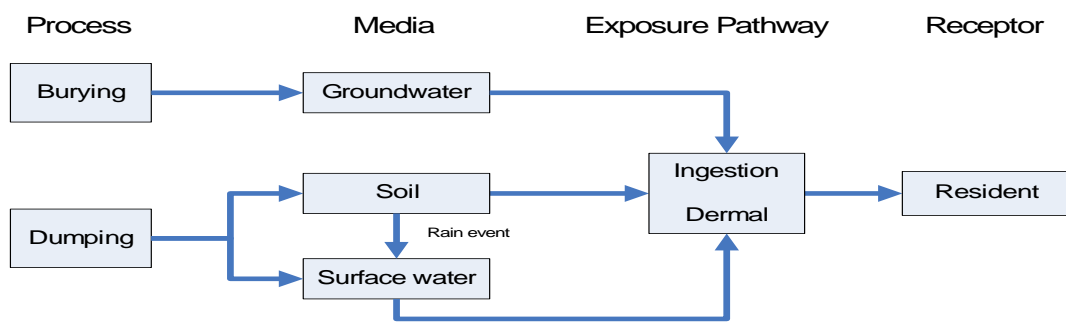 Process
Media
Exposure Pathway
Receptor
Burying
Groundwater
Ingestion
Dermal
Resident
Dumping
Soil
Rain event
Surface water